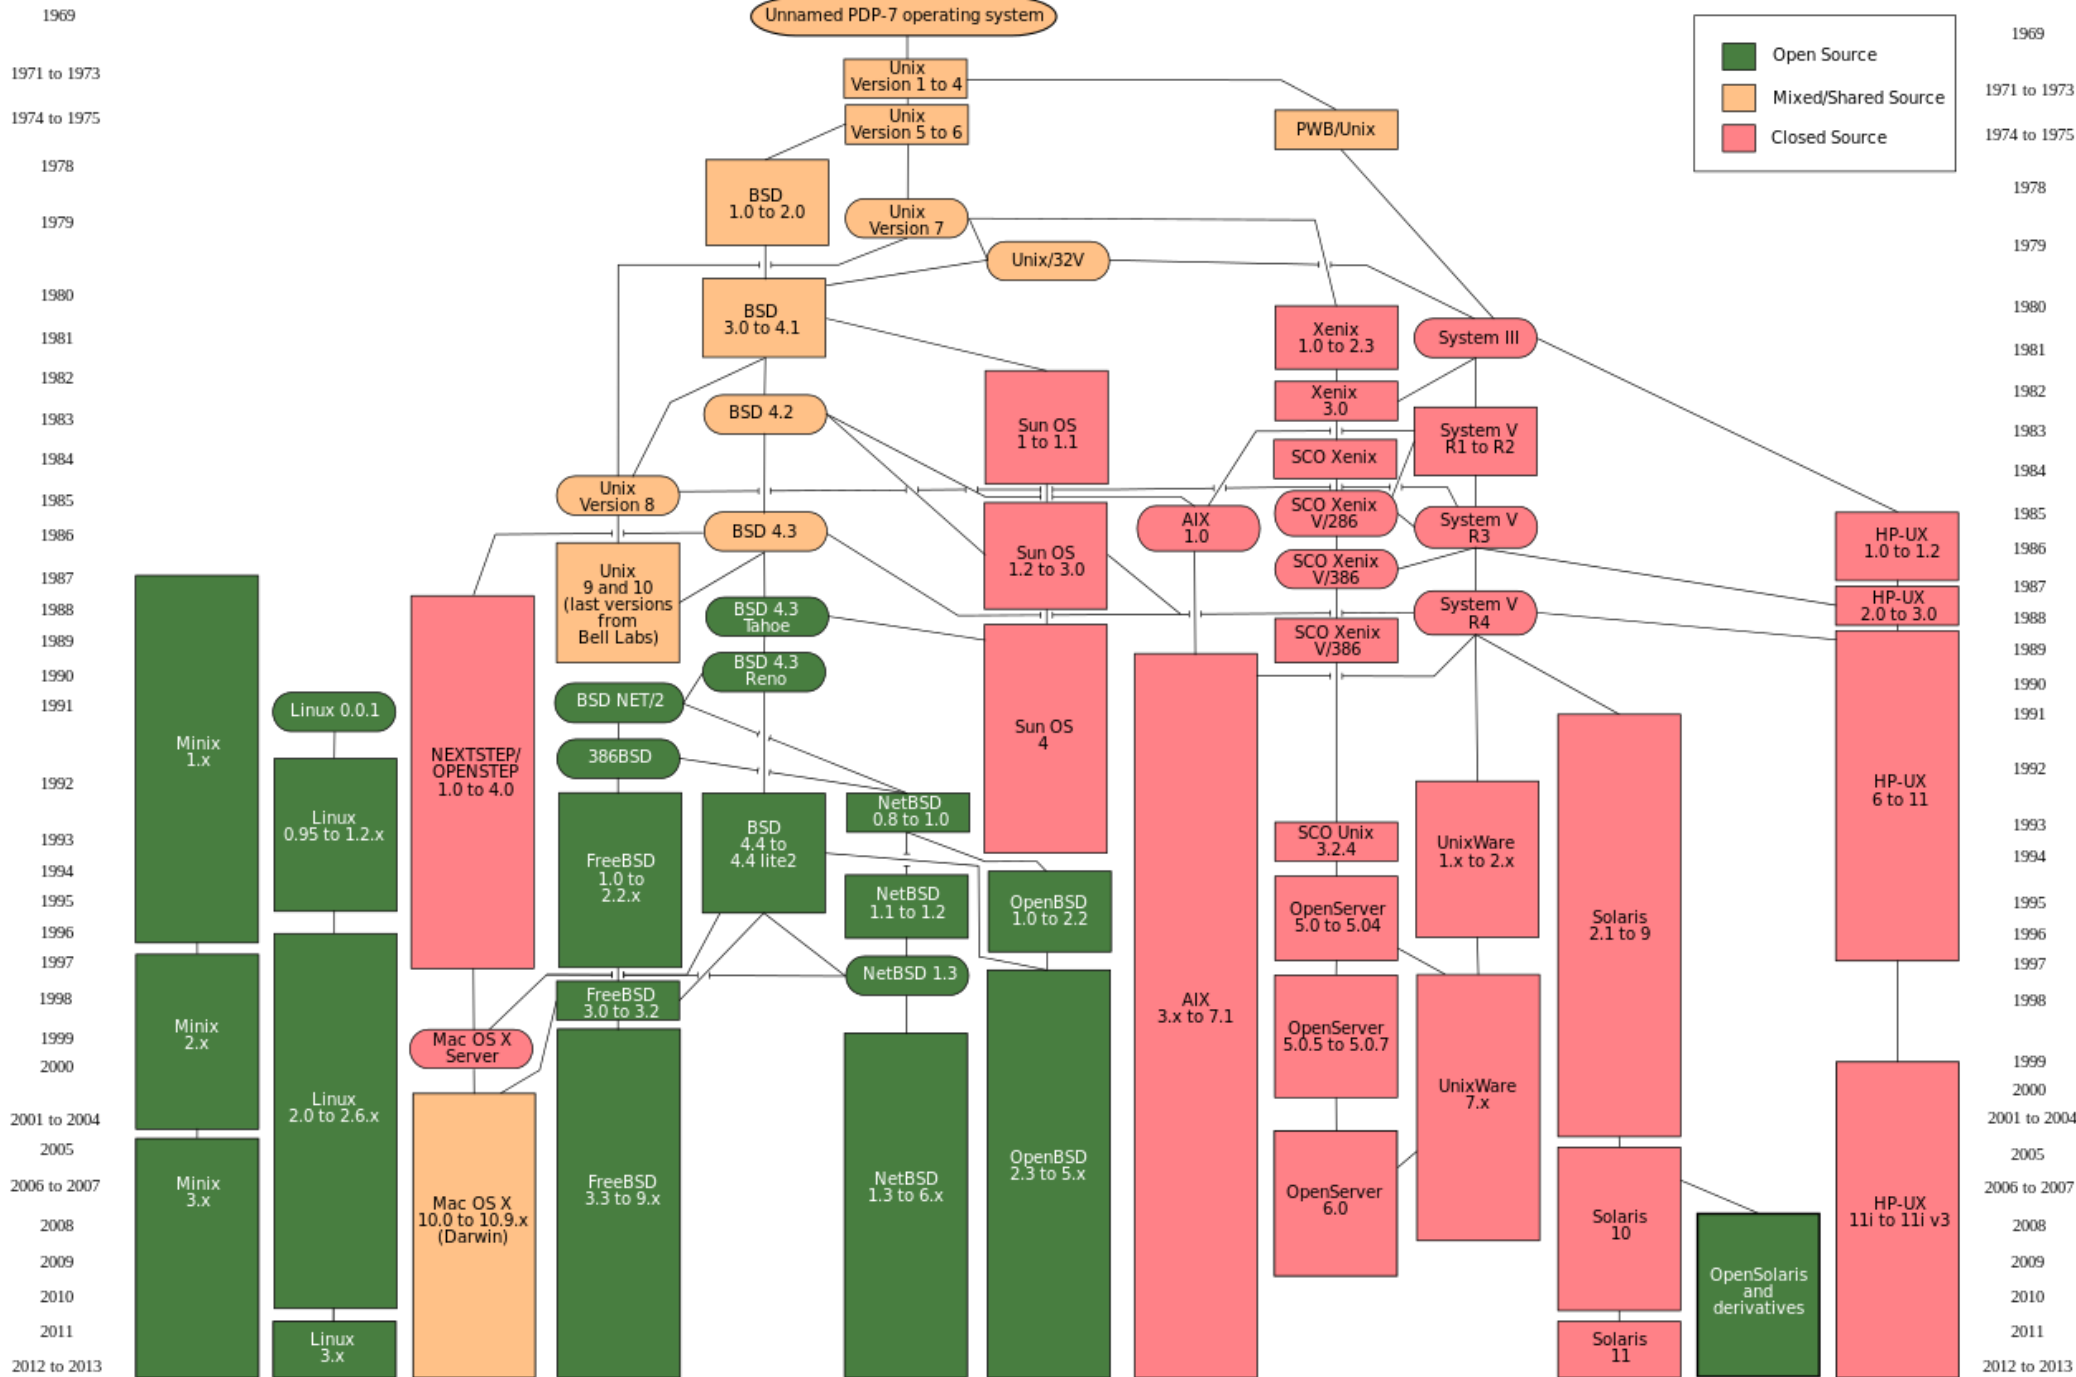 Unnamed PDP-7 operating system
1969
1971 to 1973
1974 to 1975
1978
1979
1980
1981
1982
1983
1984
1985
1986
1987
1988
1989
1990
1991
1992
1993
1994
1995
1996
1997
1998
1999
2000
2001 to 2004
2005
2006 to 2007
2008
2009
2010
2011
2012 to 2013
Open Source
Mixed/Shared Source
Closed Source
Unix
Version 1 to 4
Unix
Version 5 to 6
PWB/Unix
BSD
1.0 to 2.0
Unix
Version 7
Unix/32V
BSD
3.0 to 4.1
Xenix
1.0 to 2.3
System III
Xenix
3.0
BSD 4.2
Sun OS
1 to 1.1
System V
R1 to R2
SCO Xenix
Unix
Version 8
SCO Xenix
V/286
AIX
1.0
System V
R3
BSD 4.3
Sun OS
1.2 to 3.0
HP-UX
1.0 to 1.2
SCO Xenix
V/386
Unix
9 and 10
(last versions
from
Bell Labs)
HP-UX
2.0 to 3.0
BSD 4.3
Tahoe
System V
R4
SCO Xenix
V/386
BSD 4.3
Reno
BSD NET/2
Linux 0.0.1
Minix
1.x
NEXTSTEP/
OPENSTEP
1.0 to 4.0
386BSD
Sun OS
4
HP-UX
6 to 11
Linux
0.95 to 1.2.x
NetBSD
0.8 to 1.0
BSD
4.4 to
4.4 lite2
SCO Unix
3.2.4
UnixWare
1.x to 2.x
FreeBSD
1.0 to
2.2.x
NetBSD
1.1 to 1.2
OpenBSD
1.0 to 2.2
OpenServer
5.0 to 5.04
Solaris
2.1 to 9
NetBSD 1.3
FreeBSD
3.0 to 3.2
AIX
3.x to 7.1
Minix
2.x
Mac OS X
Server
OpenServer
5.0.5 to 5.0.7
UnixWare
7.x
Linux
2.0 to 2.6.x
OpenBSD
2.3 to 5.x
Minix
3.x
FreeBSD
3.3 to 9.x
NetBSD
1.3 to 6.x
OpenServer
6.0
Mac OS X
10.0 to 10.9.x
(Darwin)
Solaris
10
HP-UX
11i to 11i v3
OpenSolaris
and
derivatives
Linux
3.x
Solaris
11
1969
1971 to 1973
1974 to 1975
1978
1979
1980
1981
1982
1983
1984
1985
1986
1987
1988
1989
1990
1991
1992
1993
1994
1995
1996
1997
1998
1999
2000
2001 to 2004
2005
2006 to 2007
2008
2009
2010
2011
2012 to 2013